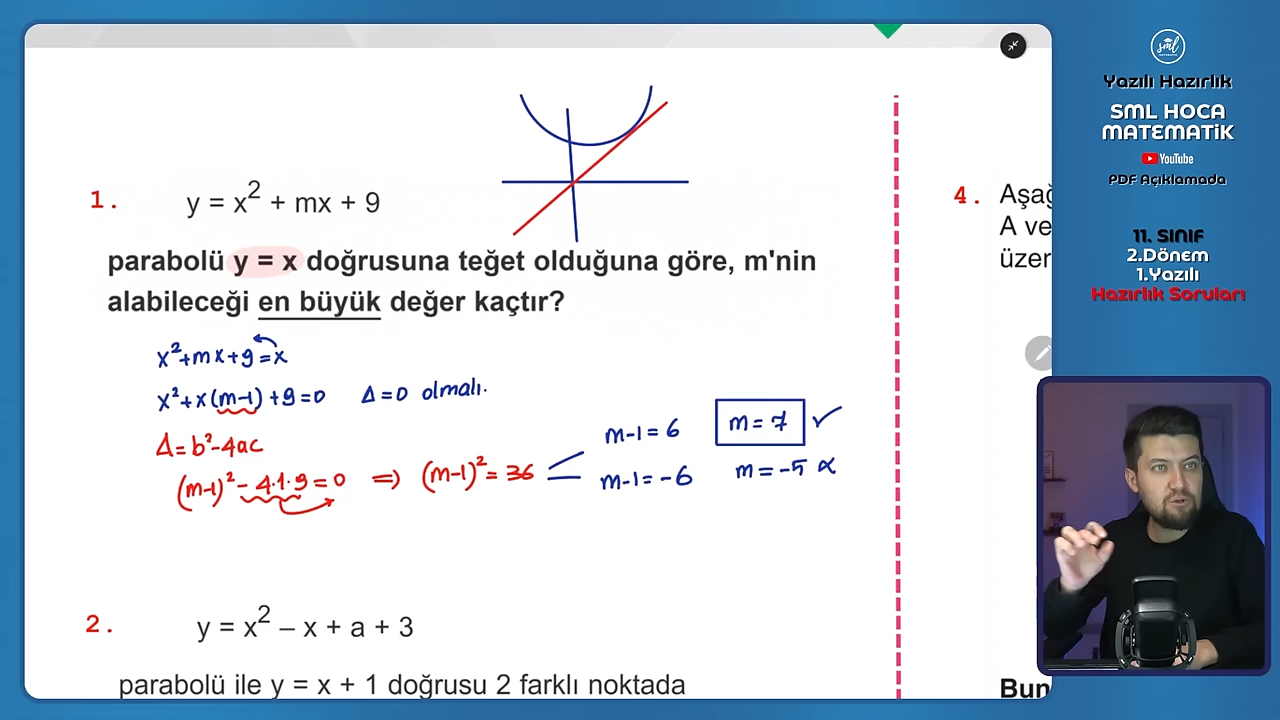 1.
y = x² + mx + 9
parabolü y = x doğrusuna teğet olduğuna göre, m'nin
alabileceği en büyük değer kaçtır?
x²+mx+9=x
x²+x(m-1)+9=0 Δ=0 olmalı.
Δ=b²-4ac
(m-1)²-4.1.9=0 ⇒ (m-1)²=36
m-1=6 m=7 ✓
m-1=-6 m=-5
2.
y = x² – x + a + 3
parabolü ile y = x + 1 doğrusu 2 farklı noktada
4. Aşağ
A ve
üzer
Bun
sml
Yazılı Hazırlık
SML HOCA
MATEMATİK
YouTube
PDF Açıklamada
11. SINIF
2.Dönem
1.Yazılı
Hazırlık Soruları